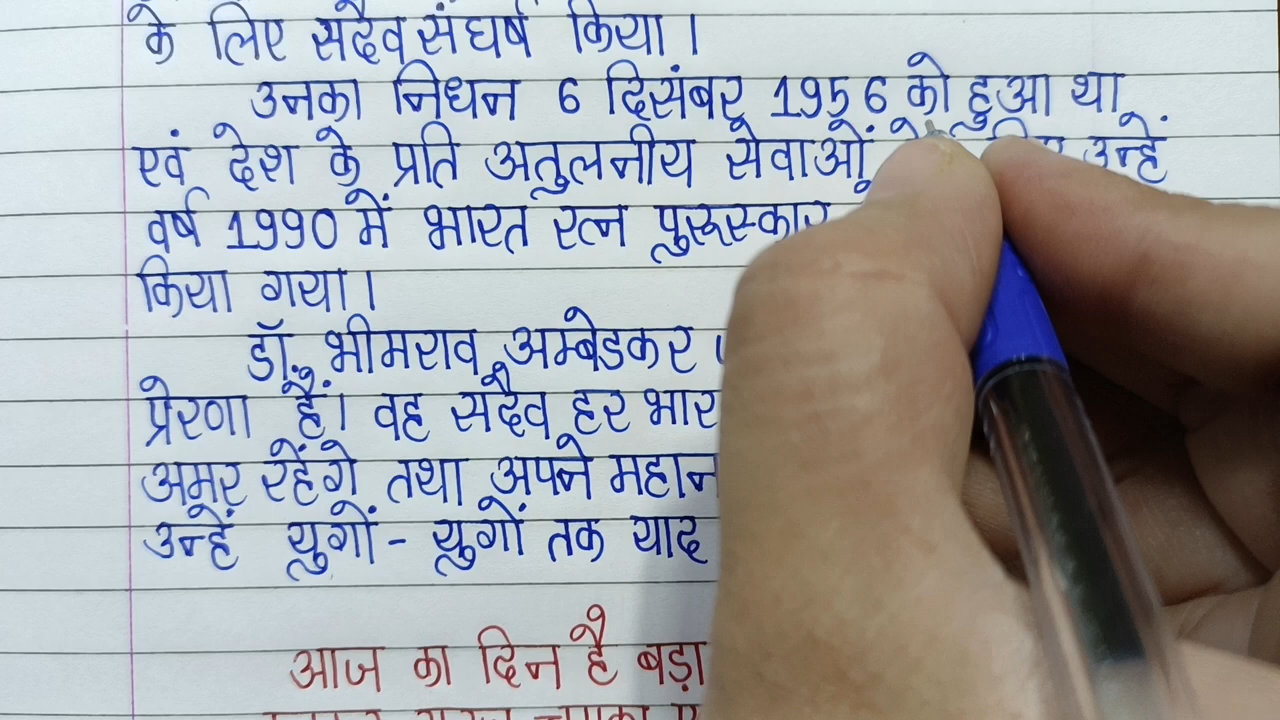 के लिए सदैव संघर्ष किया।
उनका निधन 6 दिसंबर 1956 को हुआ था
एवं देश के प्रति अतुलनीय सेवाओं उन्हें
वर्ष 1990 में भारत रत्न पुरूस्कार
किया गया।
डॉ. भीमराव अम्बेडकर
प्रेरणा हैं। वह सदैव हर
अमर रहेंगे तथा अपने महान
उन्हें युगों - युगों तक याद
आज का दिन है बड़ा